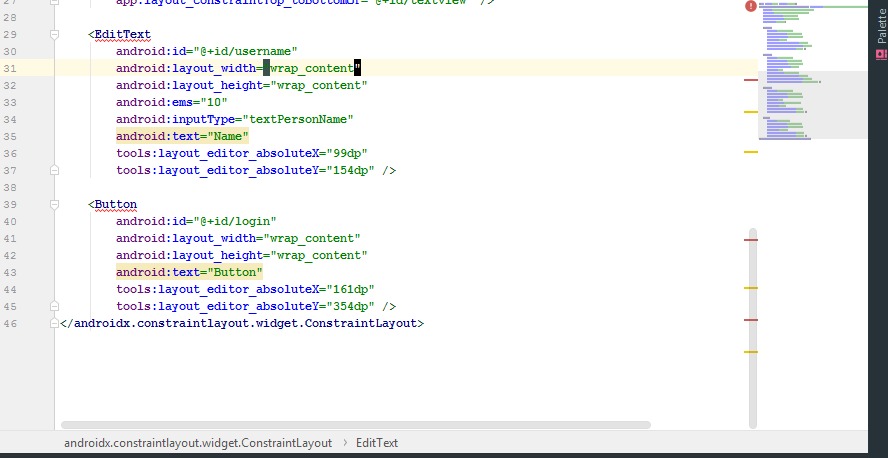 27 app:layout_constraintTop_toBottomOf="@+id/textView" />
28
29 <EditText
30 android:id="@+id/username"
31 android:layout_width="wrap_content"
32 android:layout_height="wrap_content"
33 android:ems="10"
34 android:inputType="textPersonName"
35 android:text="Name"
36 tools:layout_editor_absoluteX="99dp"
37 tools:layout_editor_absoluteY="154dp" />
38
39 <Button
40 android:id="@+id/login"
41 android:layout_width="wrap_content"
42 android:layout_height="wrap_content"
43 android:text="Button"
44 tools:layout_editor_absoluteX="161dp"
45 tools:layout_editor_absoluteY="354dp" />
46 </androidx.constraintlayout.widget.ConstraintLayout>
androidx.constraintlayout.widget.ConstraintLayout › EditText
Palette